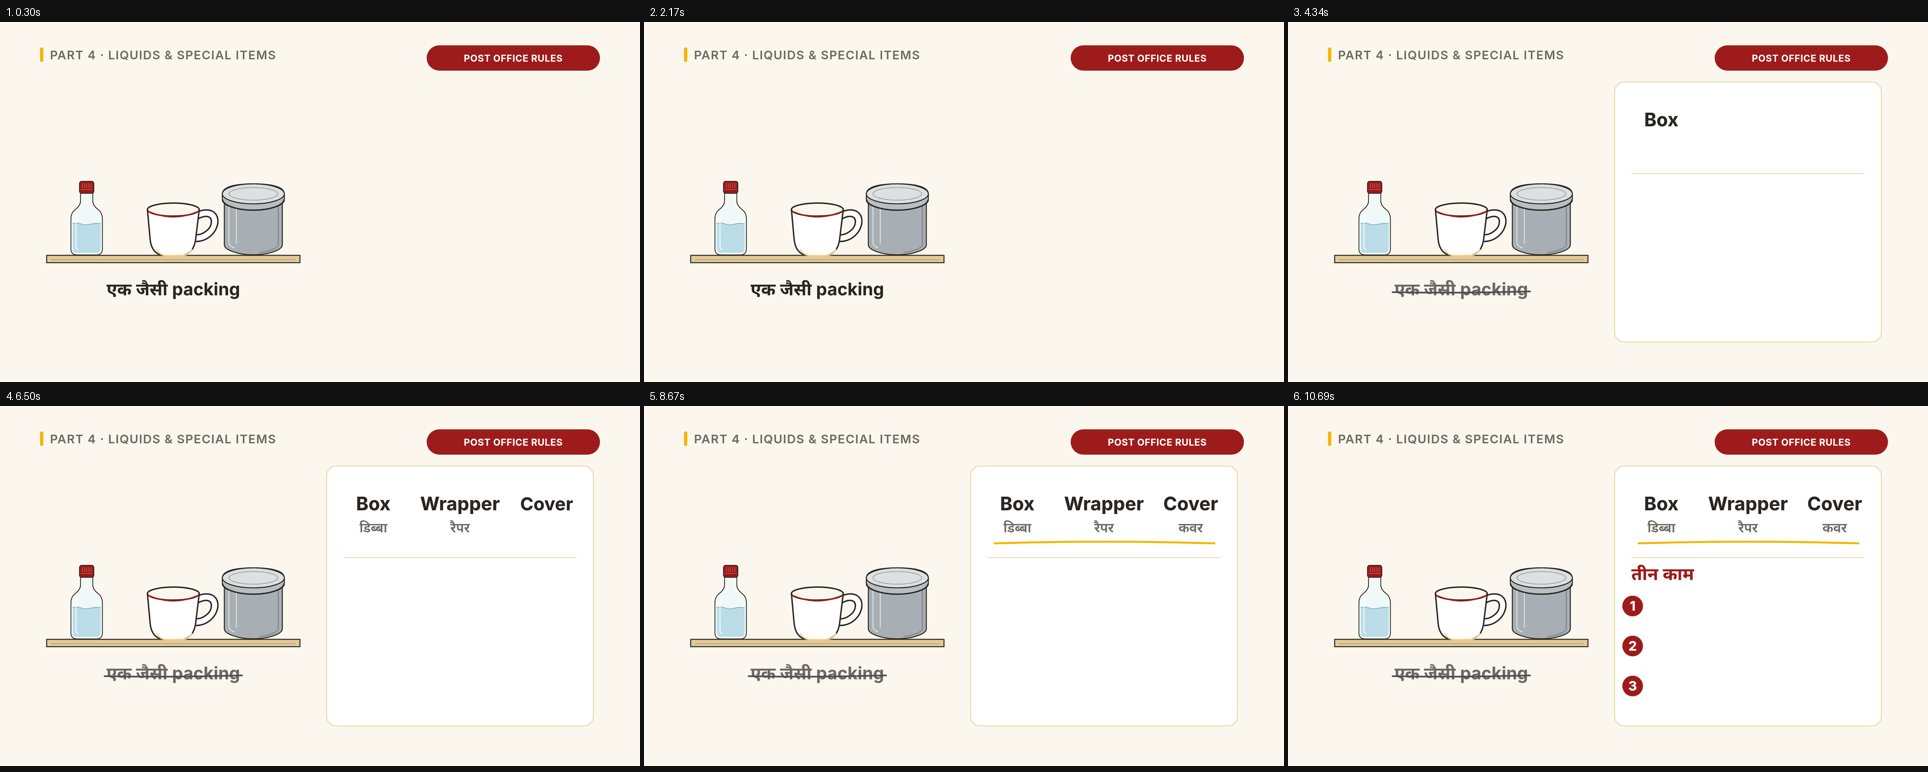 1. 0.30s
PART 4 · LIQUIDS & SPECIAL ITEMS
POST OFFICE RULES
एक जैसी packing
2. 2.17s
PART 4 · LIQUIDS & SPECIAL ITEMS
POST OFFICE RULES
एक जैसी packing
3. 4.34s
PART 4 · LIQUIDS & SPECIAL ITEMS
POST OFFICE RULES
Box
एक जैसी packing
4. 6.50s
PART 4 · LIQUIDS & SPECIAL ITEMS
POST OFFICE RULES
Box Wrapper Cover
डिब्बा रैपर
एक जैसी packing
5. 8.67s
PART 4 · LIQUIDS & SPECIAL ITEMS
POST OFFICE RULES
Box Wrapper Cover
डिब्बा रैपर कवर
एक जैसी packing
6. 10.69s
PART 4 · LIQUIDS & SPECIAL ITEMS
POST OFFICE RULES
Box Wrapper Cover
डिब्बा रैपर कवर
तीन काम
1
2
3
एक जैसी packing